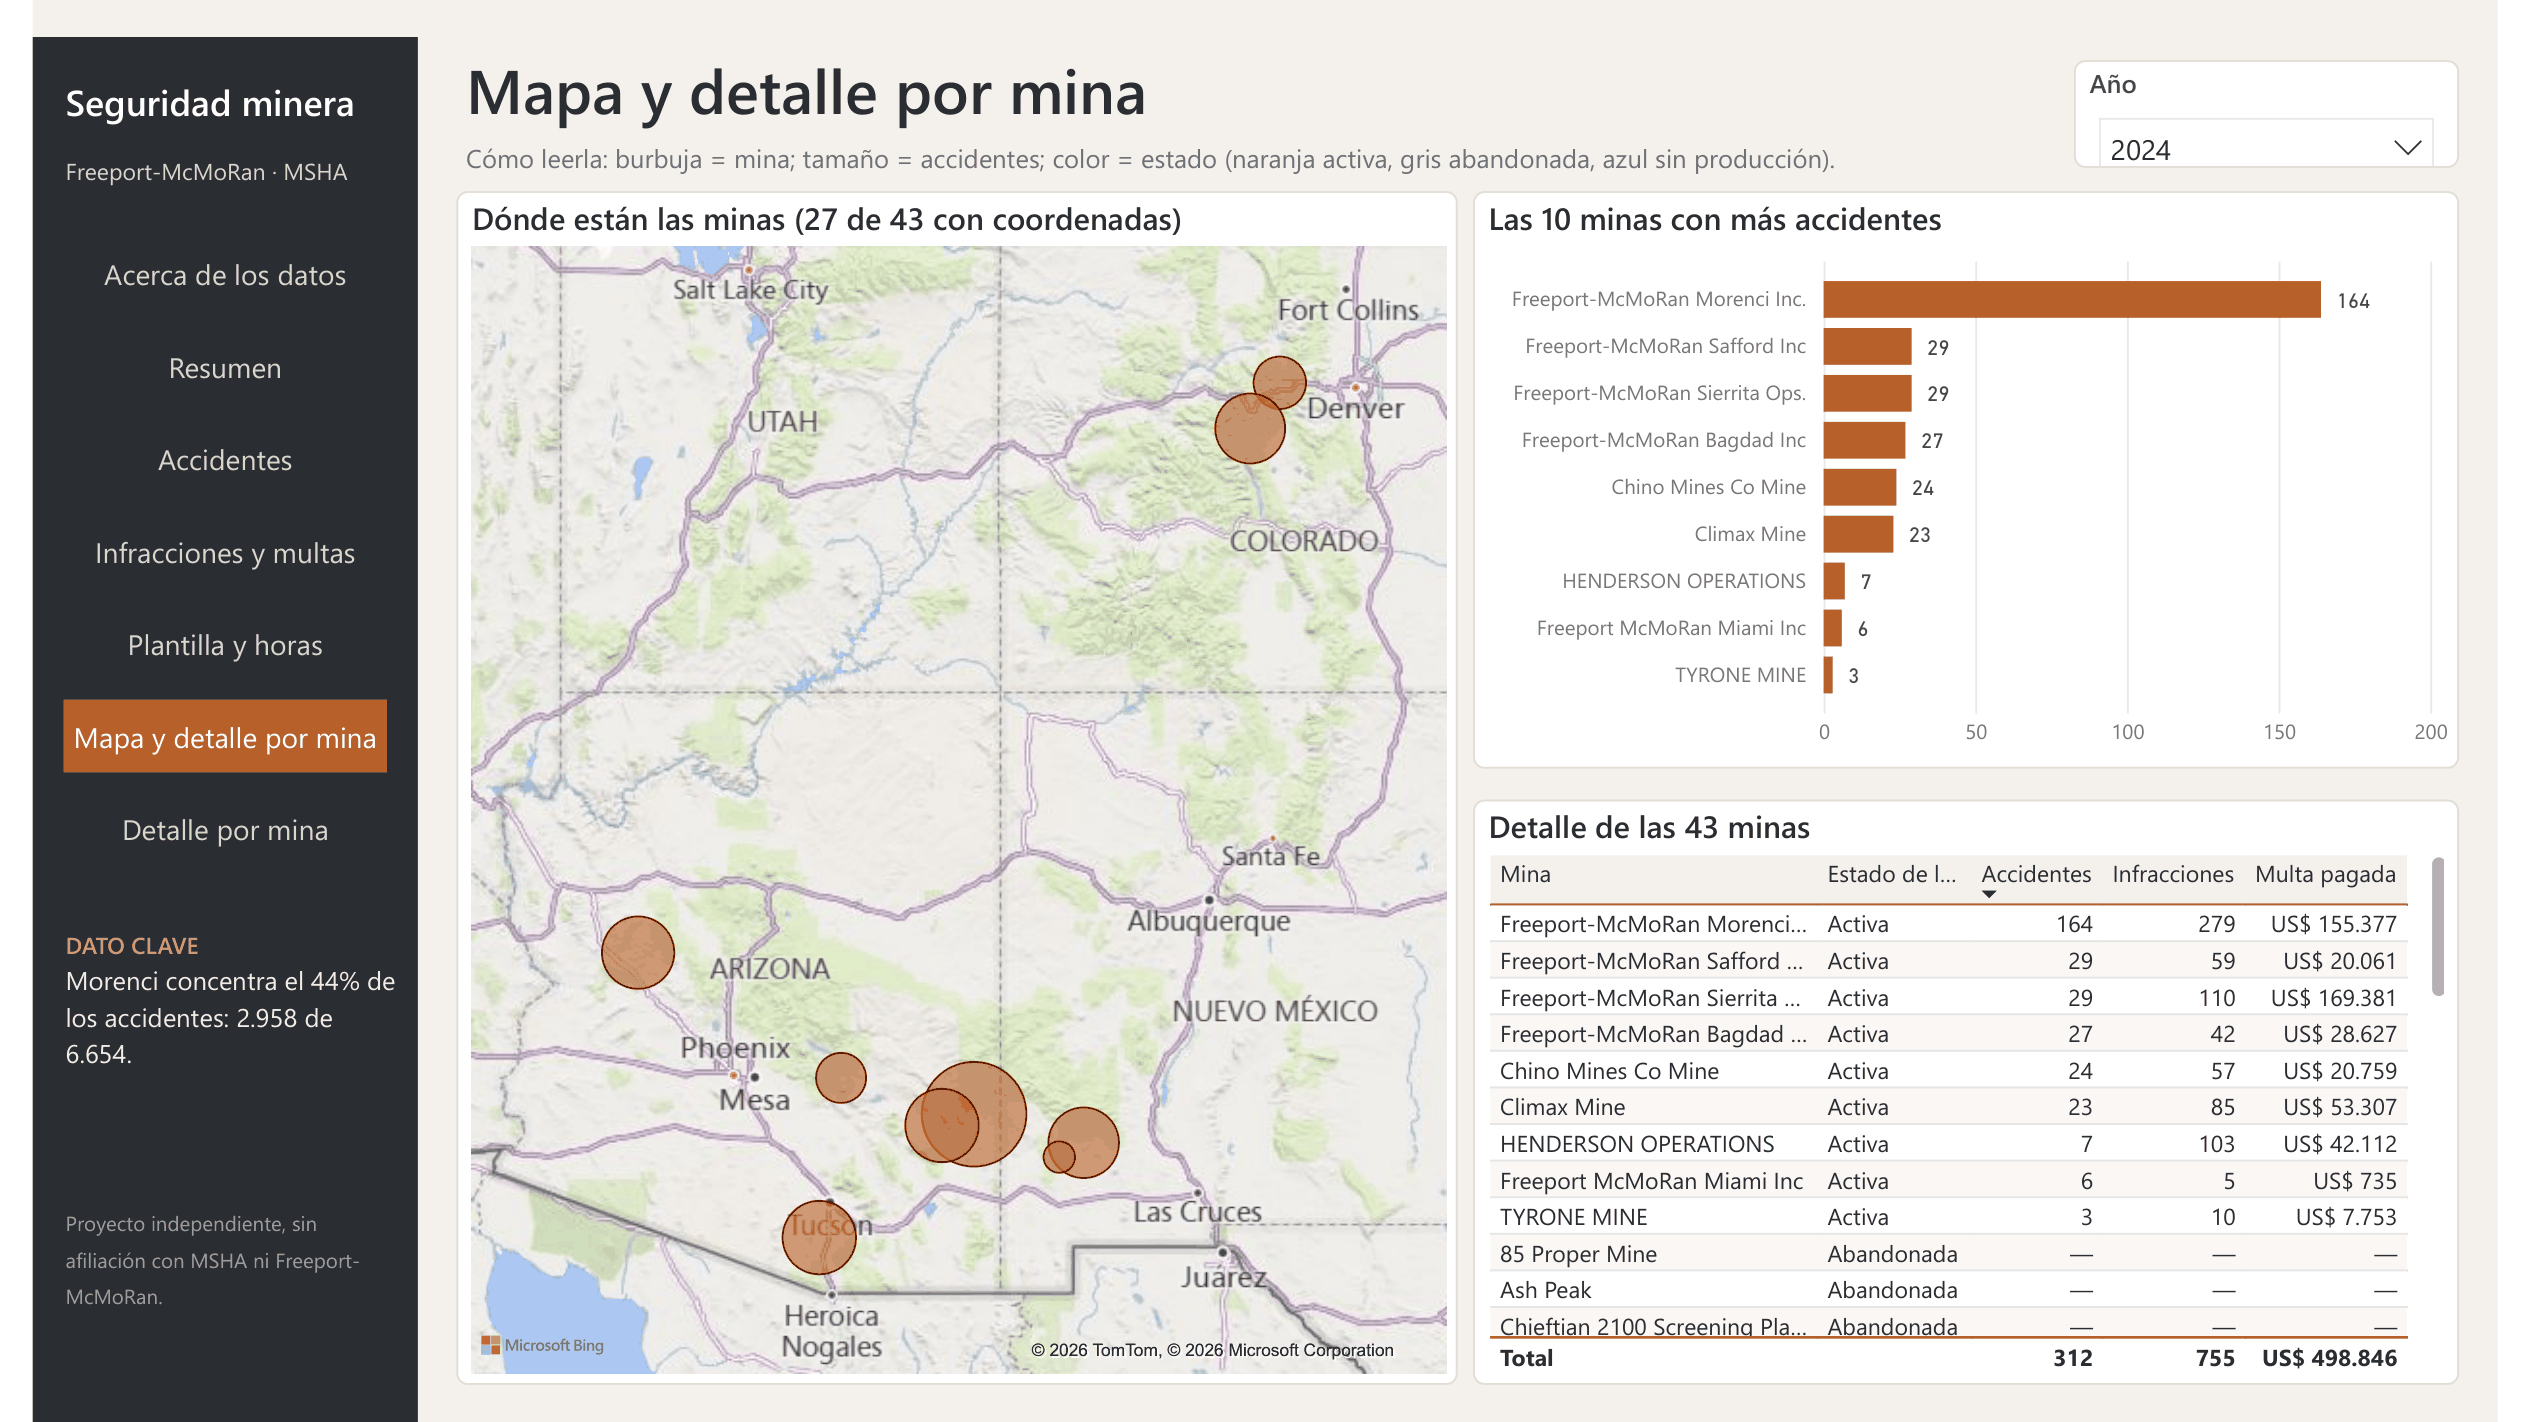 Seguridad minera
Freeport-McMoRan · MSHA
Acerca de los datos
Resumen
Accidentes
Infracciones y multas
Plantilla y horas
Mapa y detalle por mina
Detalle por mina
DATO CLAVE
Morenci concentra el 44% de
los accidentes: 2.958 de
6.654.
Proyecto independiente, sin
afiliación con MSHA ni Freeport-
McMoRan.
Mapa y detalle por mina
Cómo leerla: burbuja = mina; tamaño = accidentes; color = estado (naranja activa, gris abandonada, azul sin producción).
Año
2024
Dónde están las minas (27 de 43 con coordenadas)
Salt Lake City
Fort Collins
Denver
UTAH
COLORADO
Santa Fe
Albuquerque
ARIZONA
NUEVO MÉXICO
Phoenix
Mesa
Tucson
Las Cruces
Juárez
Heroica
Nogales
Microsoft Bing
© 2026 TomTom, © 2026 Microsoft Corporation
Las 10 minas con más accidentes
Freeport-McMoRan Morenci Inc. 164
Freeport-McMoRan Safford Inc 29
Freeport-McMoRan Sierrita Ops. 29
Freeport-McMoRan Bagdad Inc 27
Chino Mines Co Mine 24
Climax Mine 23
HENDERSON OPERATIONS 7
Freeport McMoRan Miami Inc 6
TYRONE MINE 3
0 50 100 150 200
Detalle de las 43 minas
Mina Estado de l... Accidentes Infracciones Multa pagada
Freeport-McMoRan Morenci... Activa 164 279 US$ 155.377
Freeport-McMoRan Safford ... Activa 29 59 US$ 20.061
Freeport-McMoRan Sierrita ... Activa 29 110 US$ 169.381
Freeport-McMoRan Bagdad ... Activa 27 42 US$ 28.627
Chino Mines Co Mine Activa 24 57 US$ 20.759
Climax Mine Activa 23 85 US$ 53.307
HENDERSON OPERATIONS Activa 7 103 US$ 42.112
Freeport McMoRan Miami Inc Activa 6 5 US$ 735
TYRONE MINE Activa 3 10 US$ 7.753
85 Proper Mine Abandonada — — —
Ash Peak Abandonada — — —
Chieftian 2100 Screening Pla... Abandonada — — —
Total 312 755 US$ 498.846